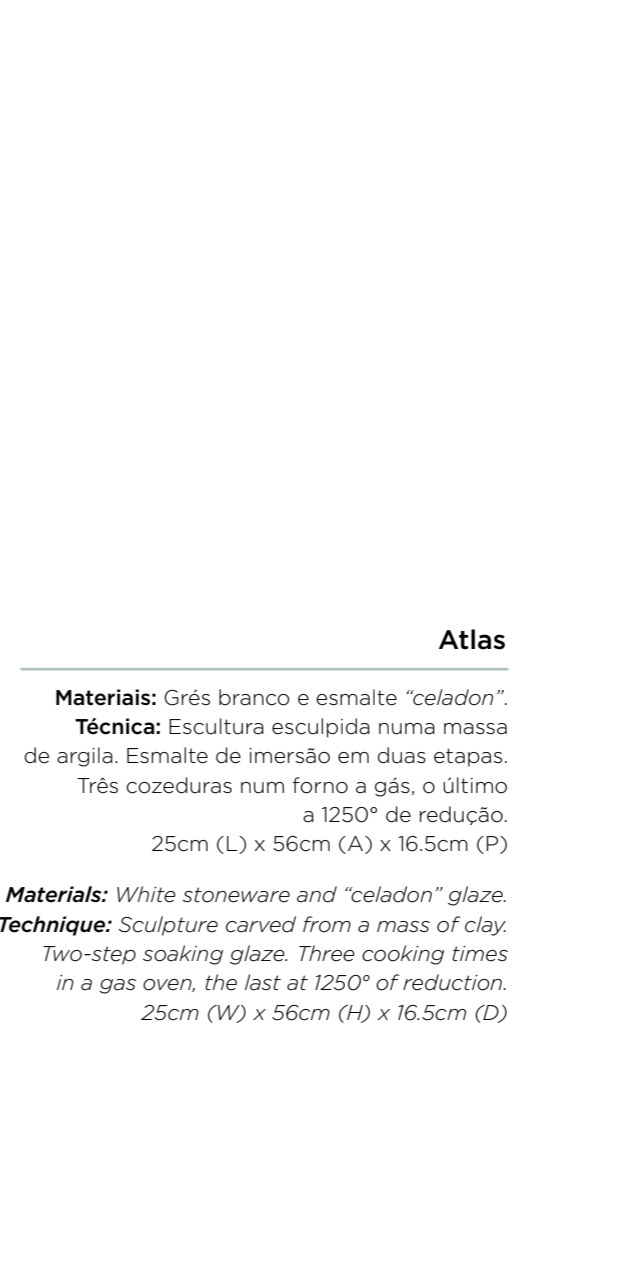 Atlas
Materiais: Grés branco e esmalte “celadon”.
Técnica: Escultura esculpida numa massa
de argila. Esmalte de imersão em duas etapas.
Três cozeduras num forno a gás, o último
a 1250° de redução.
25cm (L) x 56cm (A) x 16.5cm (P)
Materials: White stoneware and “celadon” glaze.
Technique: Sculpture carved from a mass of clay.
Two-step soaking glaze. Three cooking times
in a gas oven, the last at 1250° of reduction.
25cm (W) x 56cm (H) x 16.5cm (D)